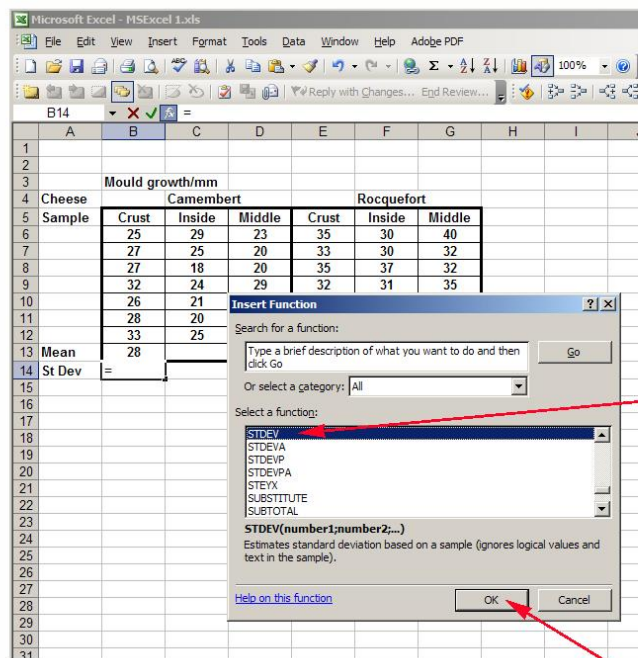 Microsoft Excel - MSExcel 1.xls
File Edit View Insert Format Tools Data Window Help Adobe PDF
100%
Reply with Changes... End Review...
B14 =
A B C D E F G H I
1
2
3 Mould growth/mm
4 Cheese Camembert Rocquefort
5 Sample Crust Inside Middle Crust Inside Middle
6 25 29 23 35 30 40
7 27 25 20 33 30 32
8 27 18 20 35 37 32
9 32 24 29 32 31 35
10 26 21
11 28 20
12 33 25
13 Mean 28
14 St Dev =
15
16
17
18
19
20
21
22
23
24
25
26
27
28
29
30
31
Insert Function
Search for a function:
Type a brief description of what you want to do and then
click Go
Go
Or select a category: All
Select a function:
STDEV
STDEVA
STDEVP
STDEVPA
STEYX
SUBSTITUTE
SUBTOTAL
STDEV(number1;number2;...)
Estimates standard deviation based on a sample (ignores logical values and
text in the sample).
Help on this function
OK Cancel